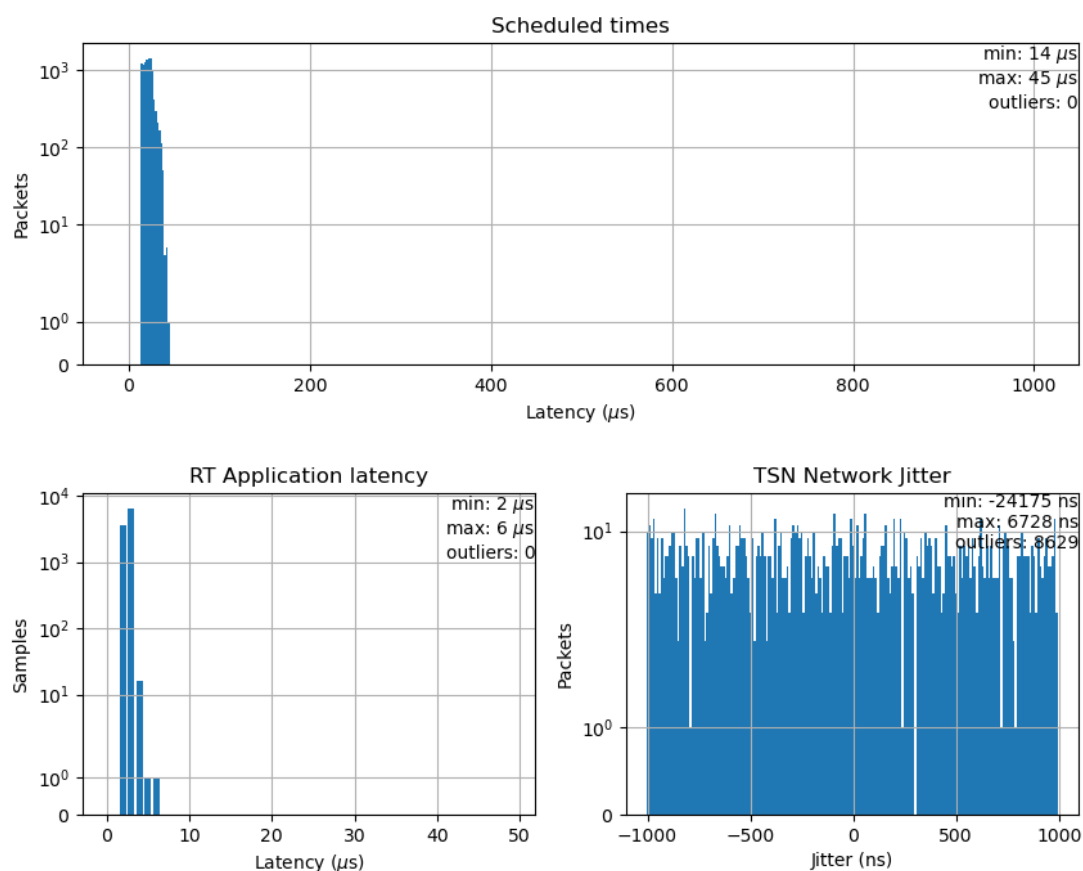 Scheduled times
min: 14 μs
max: 45 μs
outliers: 0
10³
10²
10¹
10⁰
0
Packets
0 200 400 600 800 1000
Latency (μs)
RT Application latency
min: 2 μs
max: 6 μs
outliers: 0
10⁴
10³
10²
10¹
10⁰
0
Samples
0 10 20 30 40 50
Latency (μs)
TSN Network Jitter
min: -24175 ns
max: 6728 ns
outliers: 8629
10¹
10⁰
0
Packets
−1000 −500 0 500 1000
Jitter (ns)